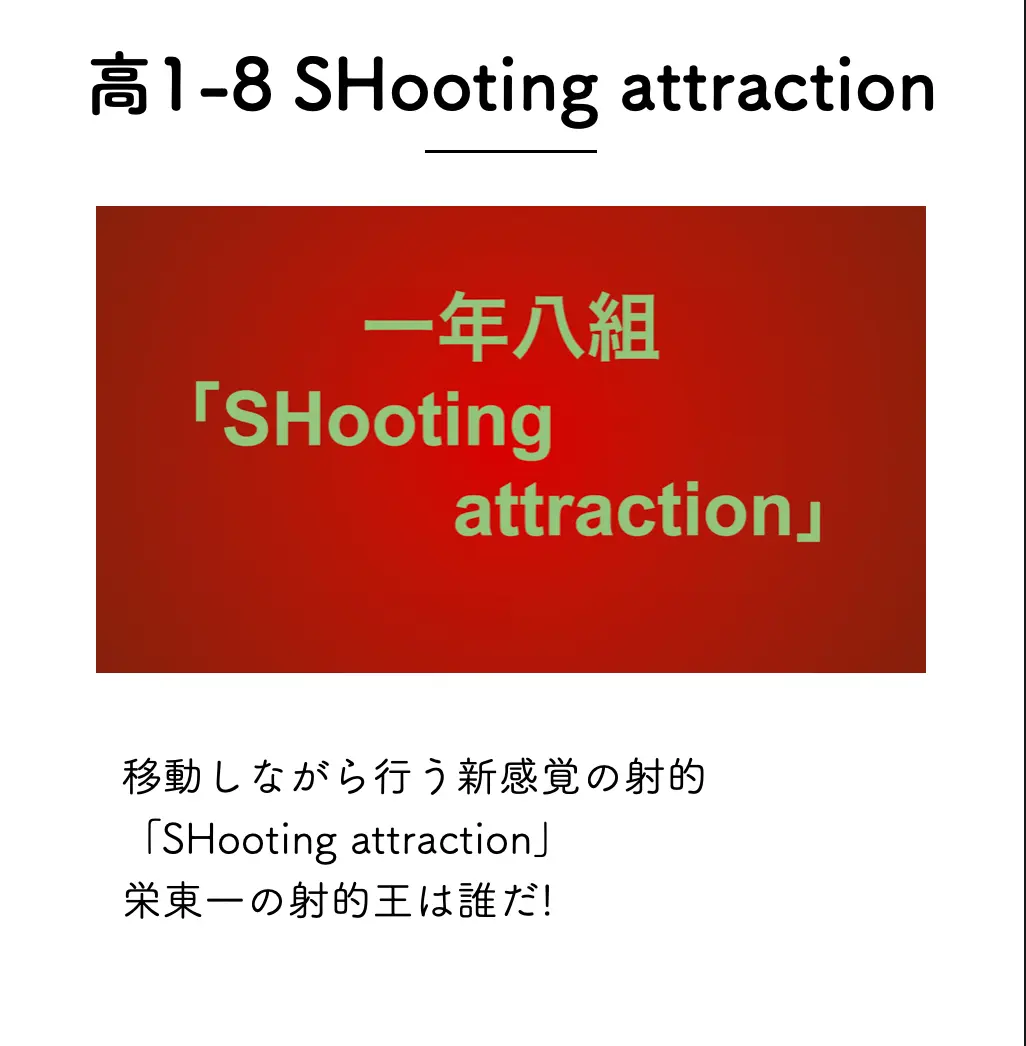 高1-8 SHooting attraction
一年八組
「SHooting
attraction」
移動しながら行う新感覚の射的
「SHooting attraction」
栄東一の射的王は誰だ!